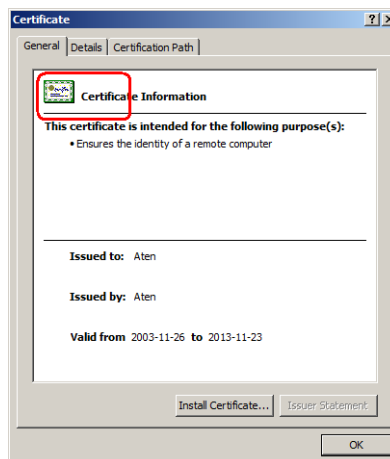 Certificate
General Details Certification Path
Certificate Information
This certificate is intended for the following purpose(s):
• Ensures the identity of a remote computer
Issued to: Aten
Issued by: Aten
Valid from 2003-11-26 to 2013-11-23
Install Certificate... Issuer Statement
OK